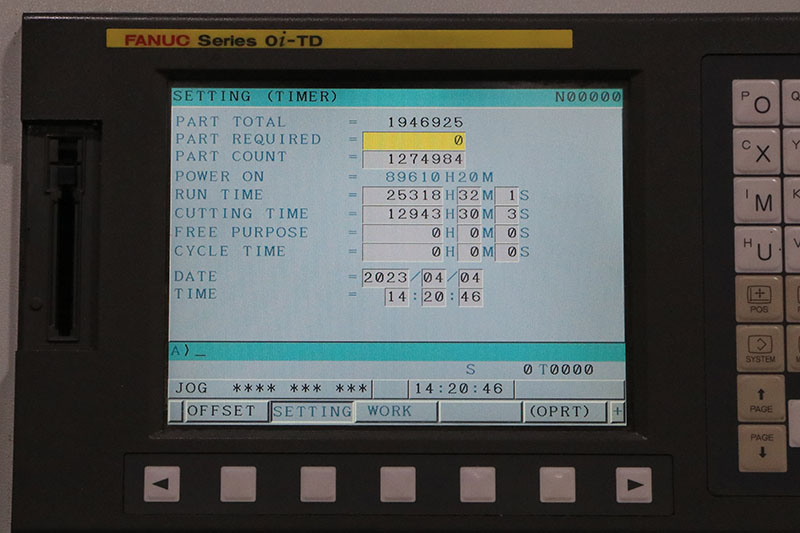 FANUC Series 0i-TD
SETTING (TIMER) N00000
PART TOTAL = 1946925
PART REQUIRED = 0
PART COUNT = 1274984
POWER ON = 89610H20M
RUN TIME = 25318H32M 1S
CUTTING TIME = 12943H30M 3S
FREE PURPOSE = 0H 0M 0S
CYCLE TIME = 0H 0M 0S
DATE = 2023/04/04
TIME = 14:20:46
A)_
S 0 T0000
JOG **** *** *** 14:20:46
OFFSET SETTING WORK (OPRT) +
P O
C X
I M
H U
POS
SYSTEM
PAGE
PAGE